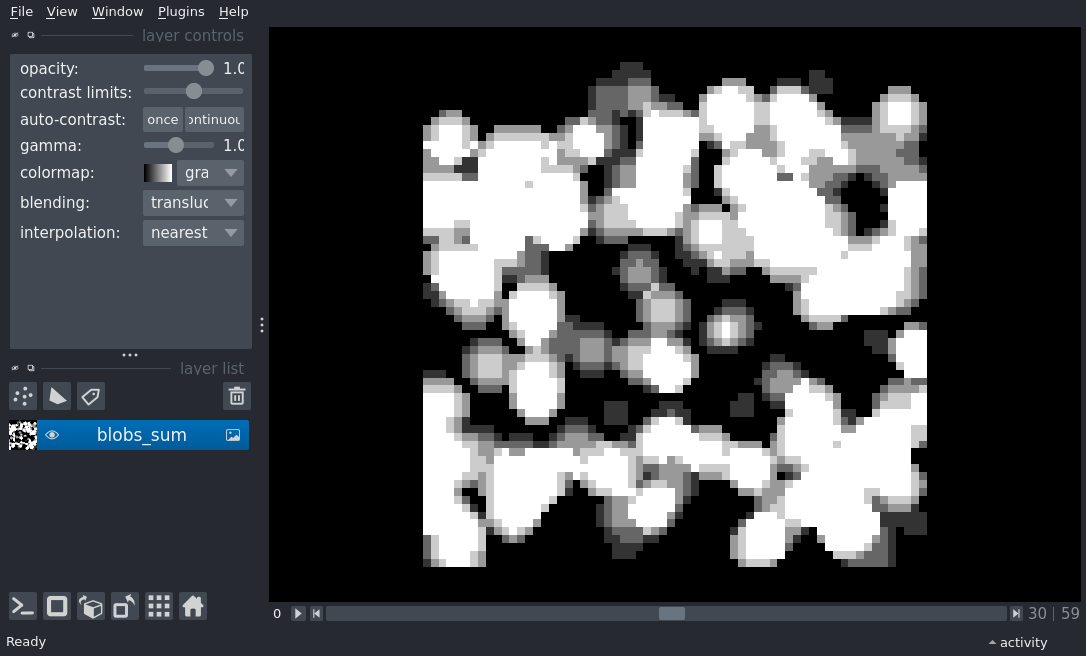 File View Window Plugins Help
layer controls
opacity: 1.0
contrast limits:
auto-contrast: once ontinuou
gamma: 1.0
colormap: gra
blending: transluc
interpolation: nearest
layer list
blobs_sum
0 30 | 59
Ready activity